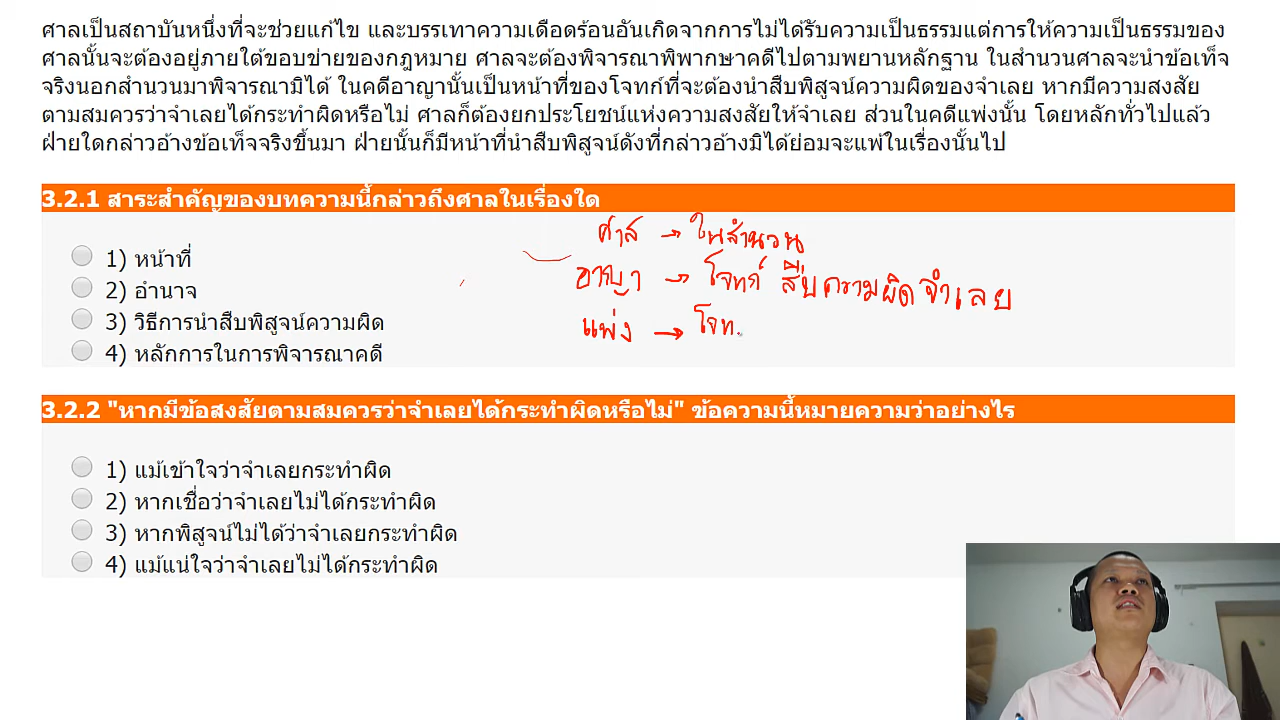 ศาลเป็นสถาบันหนึ่งที่จะช่วยแก้ไข และบรรเทาความเดือดร้อนอันเกิดจากการไม่ได้รับความเป็นธรรมแด่การให้ความเป็นธรรมของ
ศาลนั้นจะต้องอยู่ภายใต้ขอบข่ายของกฎหมาย ศาลจะต้องพิจารณาพิพากษาคดีไปตามพยานหลักฐาน ในสำนวนศาลจะนำข้อเท็จ
จริงนอกสำนวนมาพิจารณามิได้ ในคดีอาญานั้นเป็นหน้าที่ของโจทก์ที่จะต้องนำสืบพิสูจน์ความผิดของจำเลย หากมีความสงสัย
ตามสมควรว่าจำเลยได้กระทำผิดหรือไม่ ศาลก็ต้องยกประโยชน์แห่งความสงสัยให้จำเลย ส่วนในคดีแพ่งนั้น โดยหลักทั่วไปแล้ว
ฝ่ายใดกล่าวอ้างข้อเท็จจริงขึ้นมา ฝ่ายนั้นก็มีหน้าที่นำสืบพิสูจน์ดังที่กล่าวอ้างมิได้ย่อมจะแพ้ในเรื่องนั้นไป
3.2.1 สาระสำคัญของบทความนี้กล่าวถึงศาลในเรื่องใด
ศาล → ในสำนวน
1) หน้าที่
อาญา → โจทก์ สืบความผิดจำเลย
2) อำนาจ
แพ่ง → โจท
3) วิธีการนำสืบพิสูจน์ความผิด
4) หลักการในการพิจารณาคดี
3.2.2 "หากมีข้อสงสัยตามสมควรว่าจำเลยได้กระทำผิดหรือไม่" ข้อความนี้หมายความว่าอย่างไร
1) แม้เข้าใจว่าจำเลยกระทำผิด
2) หากเชื่อว่าจำเลยไม่ได้กระทำผิด
3) หากพิสูจน์ไม่ได้ว่าจำเลยกระทำผิด
4) แม้แน่ใจว่าจำเลยไม่ได้กระทำผิด